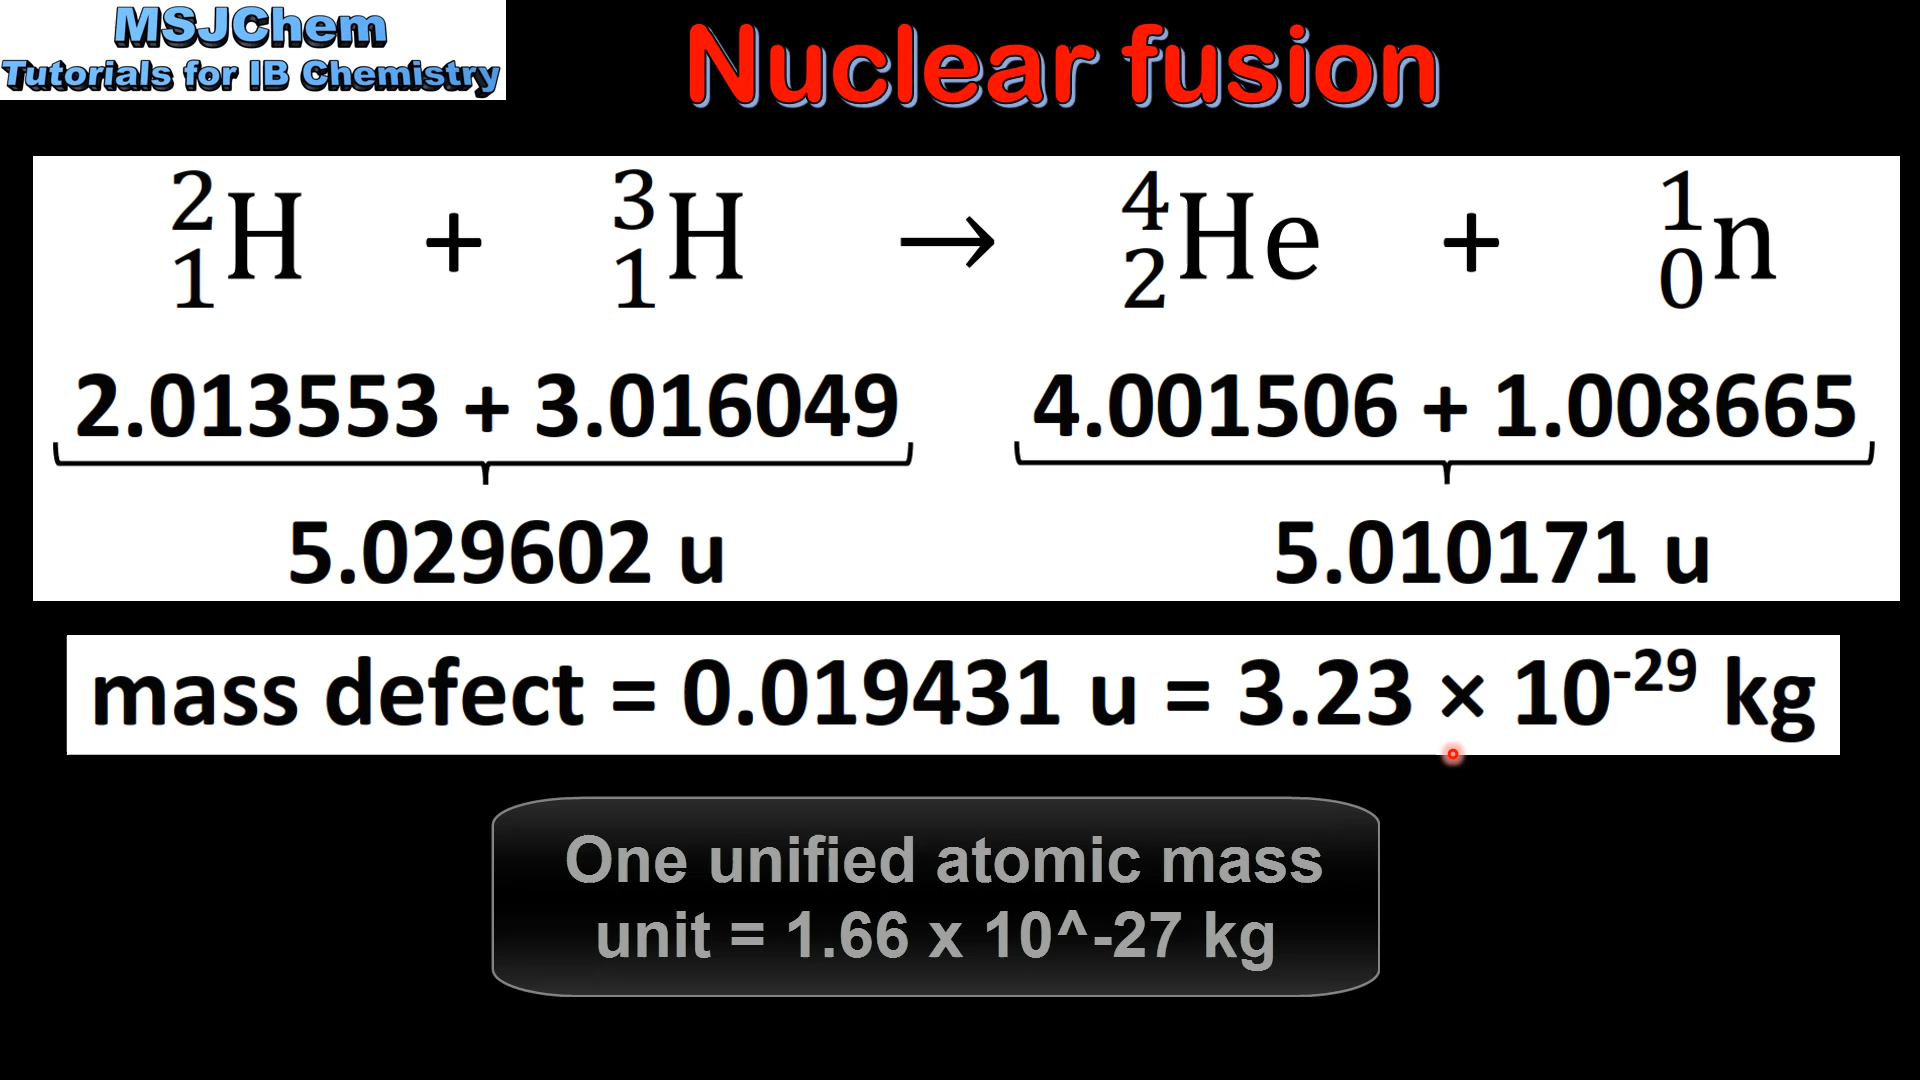 MSJChem
Tutorials for IB Chemistry
Nuclear fusion
²₁H + ³₁H → ⁴₂He + ¹₀n
2.013553 + 3.016049 4.001506 + 1.008665
5.029602 u 5.010171 u
mass defect = 0.019431 u = 3.23 × 10⁻²⁹ kg
One unified atomic mass
unit = 1.66 x 10^-27 kg